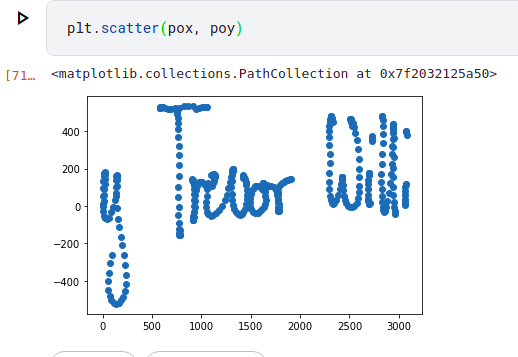 plt.scatter(pox, poy)
[71…
<matplotlib.collections.PathCollection at 0x7f2032125a50>
400
200
0
−200
−400
0 500 1000 1500 2000 2500 3000